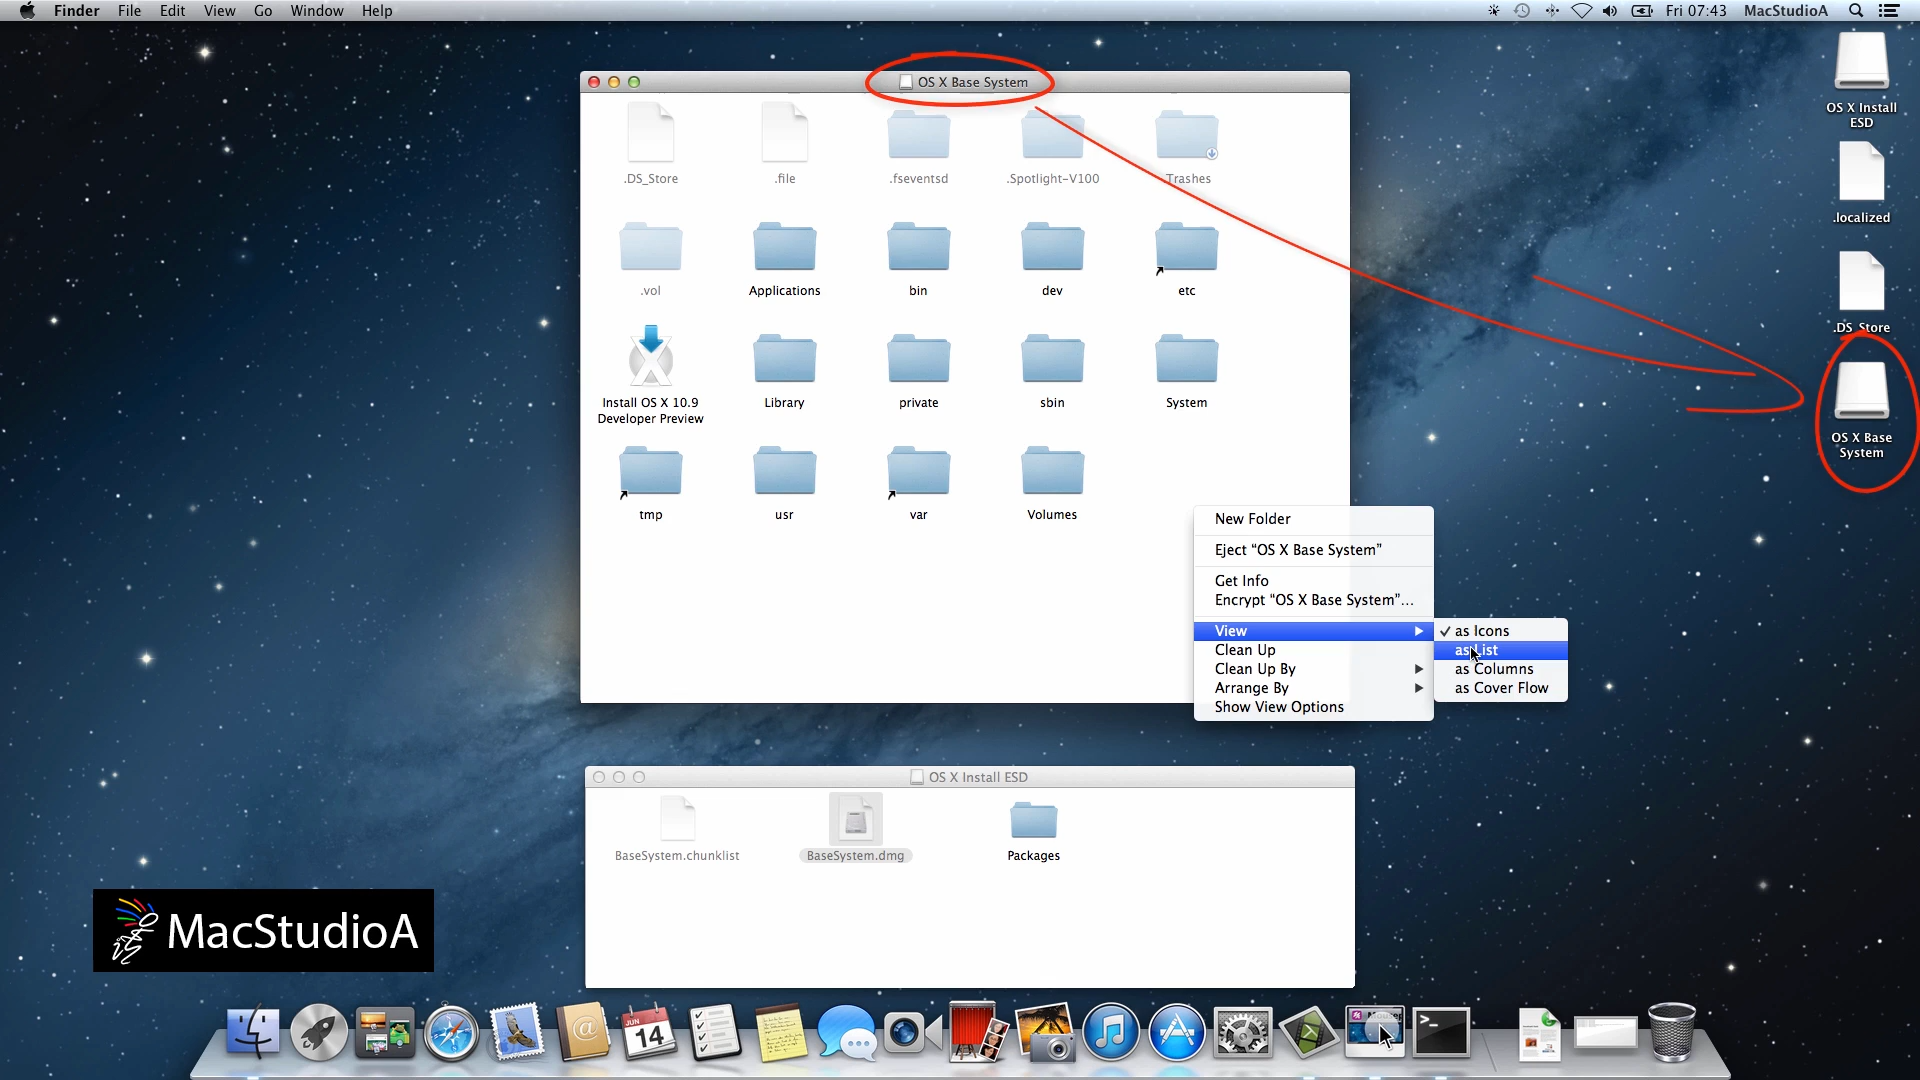 Finder File Edit View Go Window Help
Fri 07:43 MacStudioA
OS X Base System
.DS_Store .file .fseventsd .Spotlight-V100 .Trashes
.vol Applications bin dev etc
Install OS X 10.9
Developer Preview
Library private sbin System
tmp usr var Volumes
New Folder
Eject “OS X Base System”
Get Info
Encrypt “OS X Base System”...
View
Clean Up
Clean Up By
Arrange By
Show View Options
as Icons
as List
as Columns
as Cover Flow
OS X Install ESD
BaseSystem.chunklist BaseSystem.dmg Packages
OS X Install
ESD
.localized
.DS_Store
OS X Base
System
MacStudioA
JUN
14